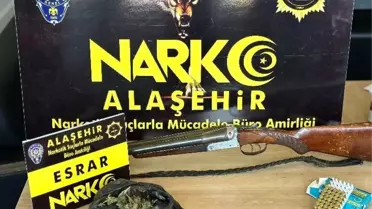 NARKO
ALAŞEHİR
Narkotik Suçlarla Mücadele Büro Amirliği
ALAŞEHİR
Narkotik Suçlarla Mücadele
Büro Amirliği
ESRAR
NARKO